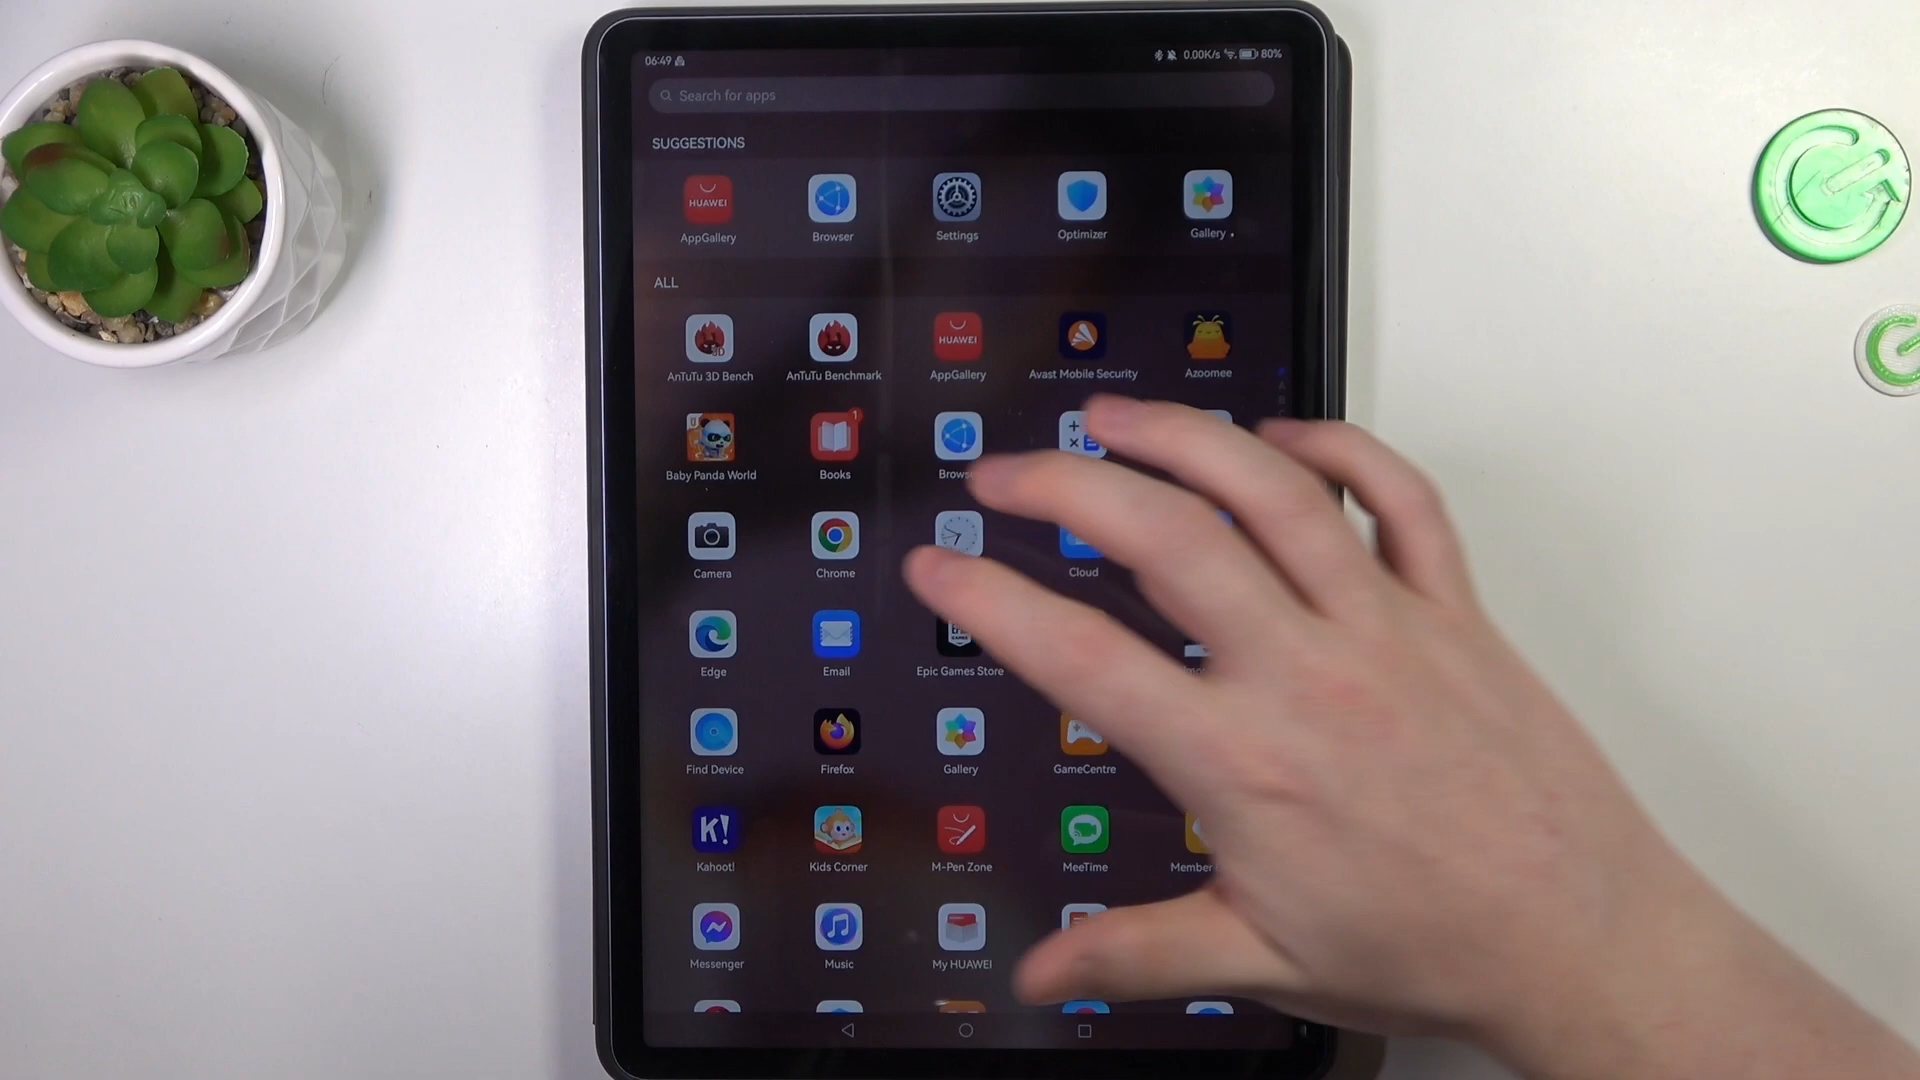 06:49
0.00K/s 80%
Search for apps
SUGGESTIONS
HUAWEI
AppGallery
Browser
Settings
Optimizer
Gallery
ALL
3D
HUAWEI
AnTuTu 3D Bench
AnTuTu Benchmark
AppGallery
Avast Mobile Security
Azoomee
A
B
C
1
Baby Panda World
Books
Camera
Chrome
Cloud
Edge
Email
Epic Games Store
Find Device
Firefox
Gallery
GameCentre
K!
Kahoot!
Kids Corner
M-Pen Zone
MeeTime
Member
Messenger
Music
My HUAWEI